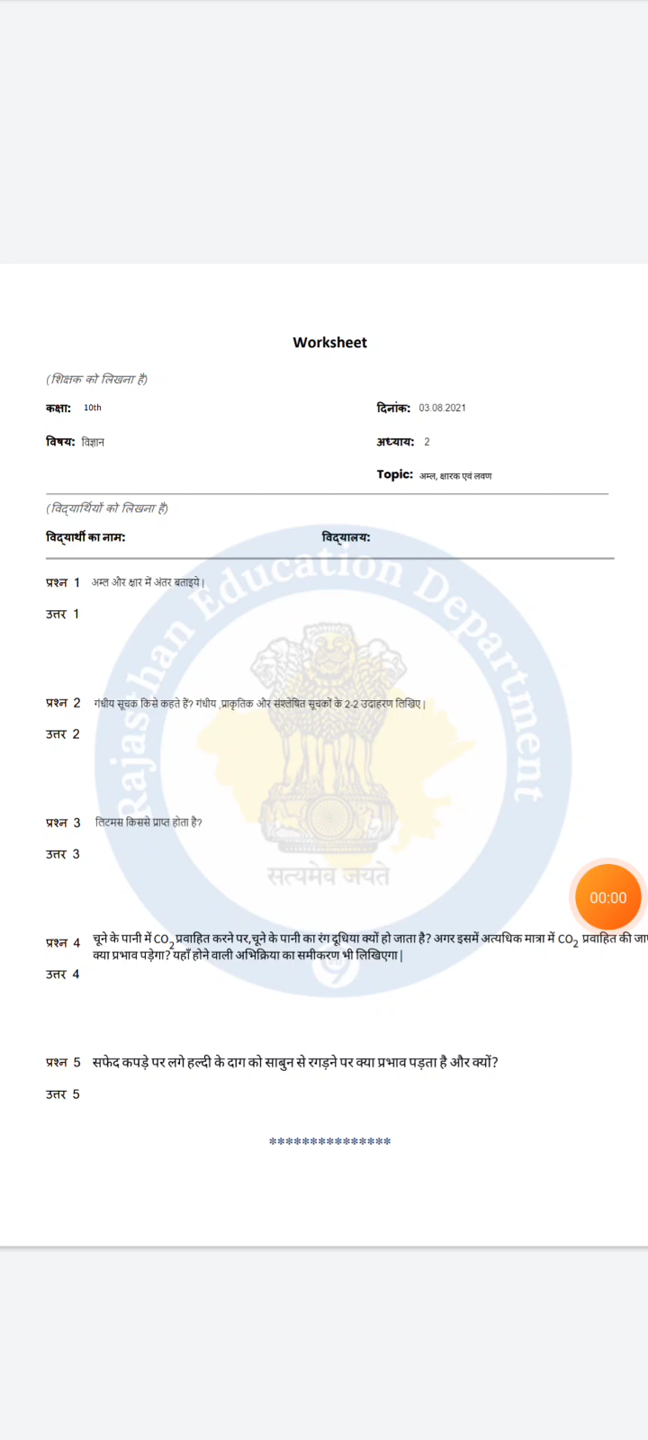 Worksheet
(शिक्षक को लिखना है)
कक्षा: 10th दिनांक: 03.08.2021
विषय: विज्ञान अध्याय: 2
Topic: अम्ल, क्षारक एवं लवण
(विद्यार्थियों को लिखना है)
विद्यार्थी का नाम: विद्यालय:
Rajasthan Education Department
प्रश्न 1 अम्ल और क्षार में अंतर बताइये|
उत्तर 1
प्रश्न 2 गंधीय सूचक किसे कहते हैं? गंधीय ,प्राकृतिक और संश्लेषित सूचकों के 2-2 उदाहरण लिखिए|
उत्तर 2
प्रश्न 3 लिटमस किससे प्राप्त होता है?
उत्तर 3
सत्यमेव जयते
00:00
प्रश्न 4 चूने के पानी में CO2 प्रवाहित करने पर,चूने के पानी का रंग दूधिया क्यों हो जाता है? अगर इसमें अत्यधिक मात्रा में CO2 प्रवाहित की
क्या प्रभाव पड़ेगा? यहाँ होने वाली अभिक्रिया का समीकरण भी लिखिएगा|
उत्तर 4
प्रश्न 5 सफेद कपड़े पर लगे हल्दी के दाग को साबुन से रगड़ने पर क्या प्रभाव पड़ता है और क्यों?
उत्तर 5
***************